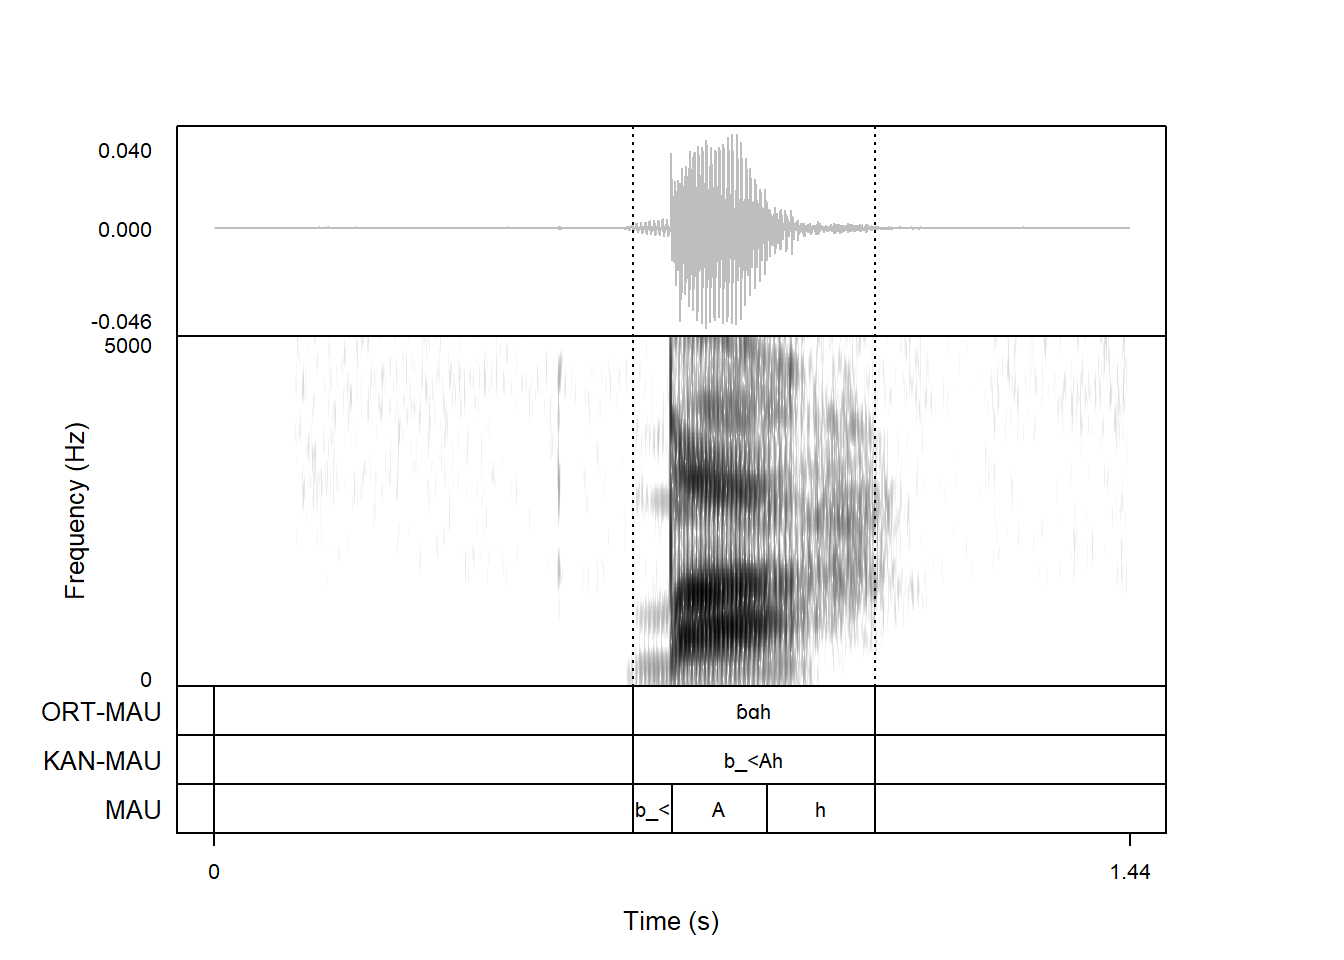 0.040
0.000
-0.046
5000
Frequency (Hz)
0
ORT-MAU ɓɑh
KAN-MAU b_<Ah
MAU b_< A h
0 1.44
Time (s)